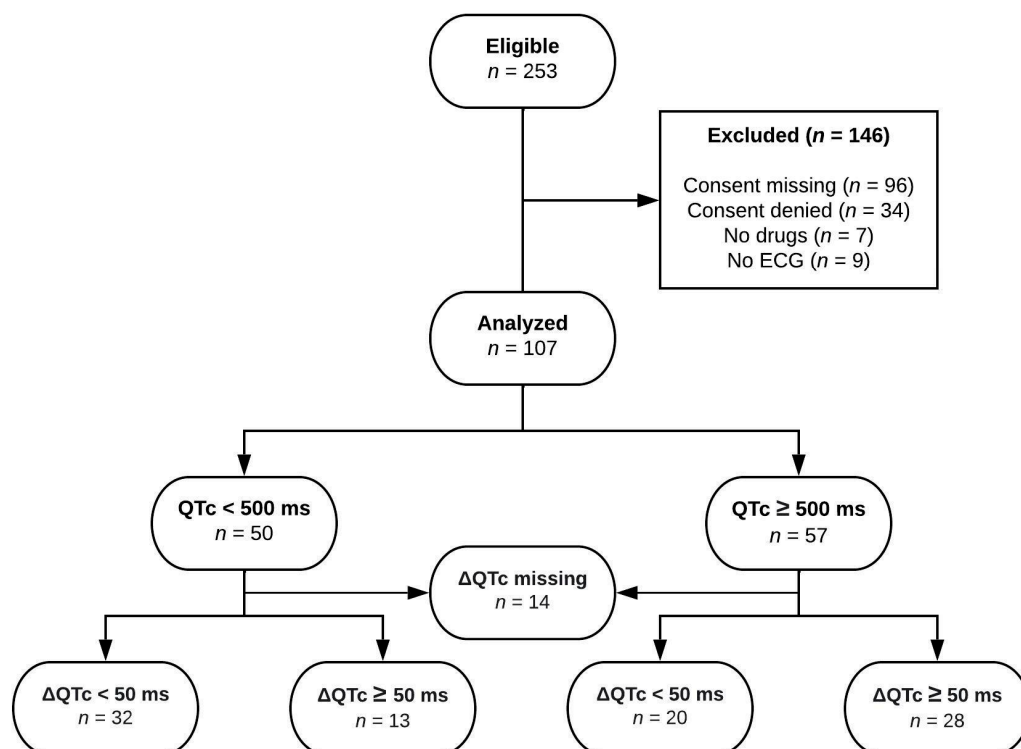 Eligible
n = 253
Excluded (n = 146)
Consent missing (n = 96)
Consent denied (n = 34)
No drugs (n = 7)
No ECG (n = 9)
Analyzed
n = 107
QTc < 500 ms
n = 50
QTc ≥ 500 ms
n = 57
ΔQTc missing
n = 14
ΔQTc < 50 ms
n = 32
ΔQTc ≥ 50 ms
n = 13
ΔQTc < 50 ms
n = 20
ΔQTc ≥ 50 ms
n = 28